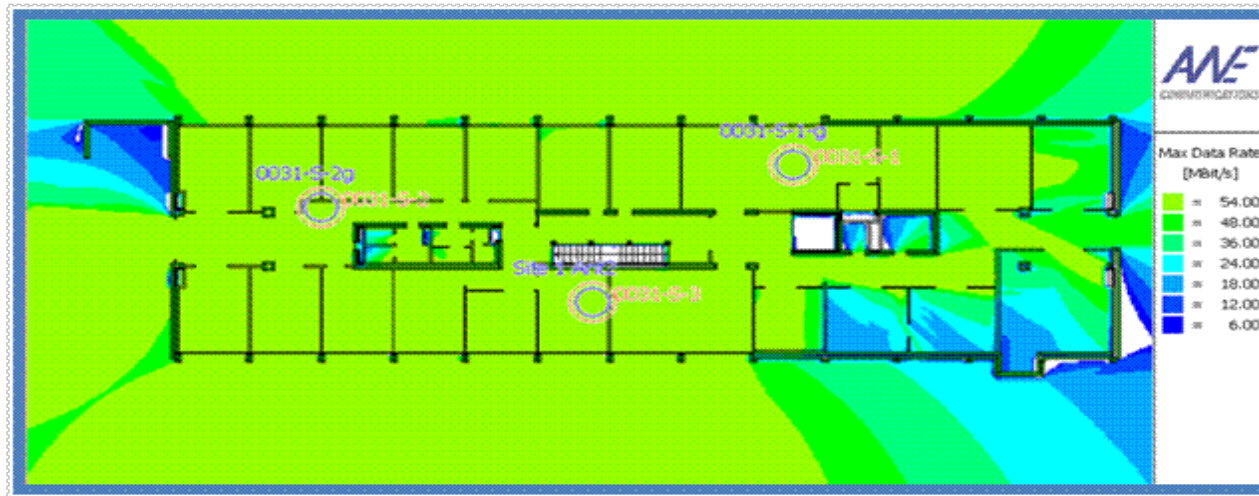 ANE
COMMUNICATIONS
0031-S-1-g
0031-S-1
0031-S-2g
0031-S-2
Site 1 Ant2
0031-S-3
Max Data Rate
[MBit/s]
= 54.00
= 48.00
= 36.00
= 24.00
= 18.00
= 12.00
= 6.00